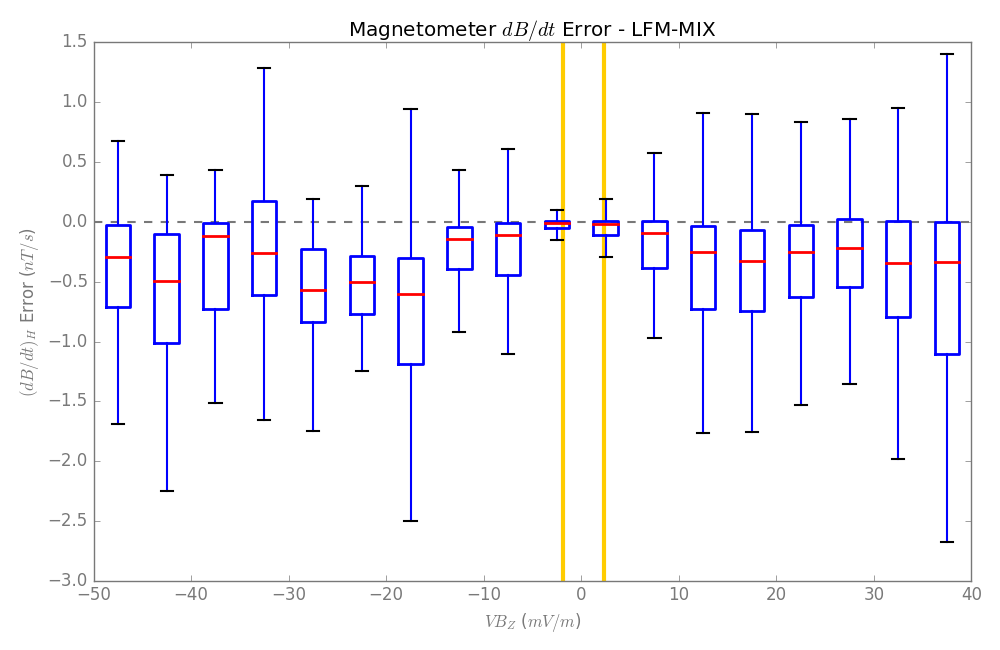 Magnetometer dB/dt Error - LFM-MIX
1.5
1.0
0.5
0.0
−0.5
−1.0
−1.5
−2.0
−2.5
−3.0
(dB/dt)_H Error (nT/s)
−50 −40 −30 −20 −10 0 10 20 30 40
VB_Z (mV/m)